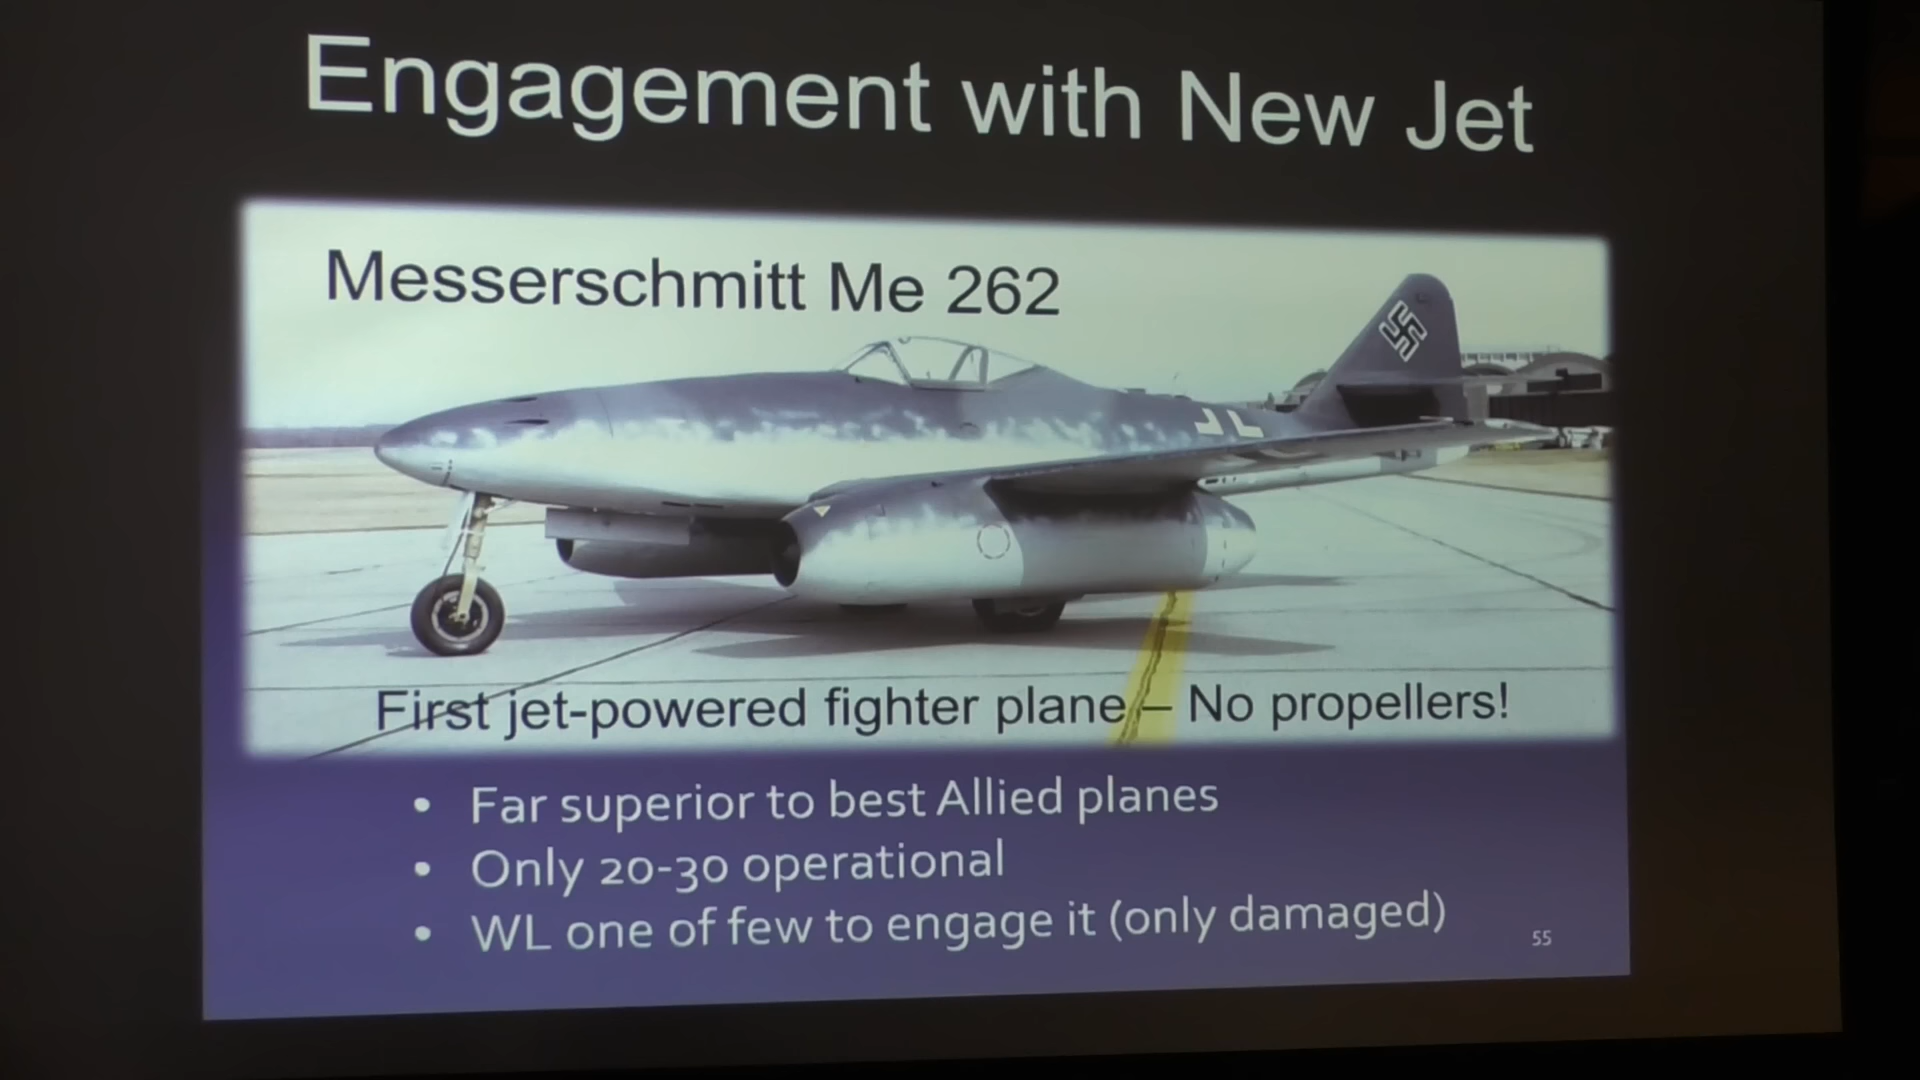 Engagement with New Jet
Messerschmitt Me 262
First jet-powered fighter plane – No propellers!
• Far superior to best Allied planes
• Only 20-30 operational
• WL one of few to engage it (only damaged)
55